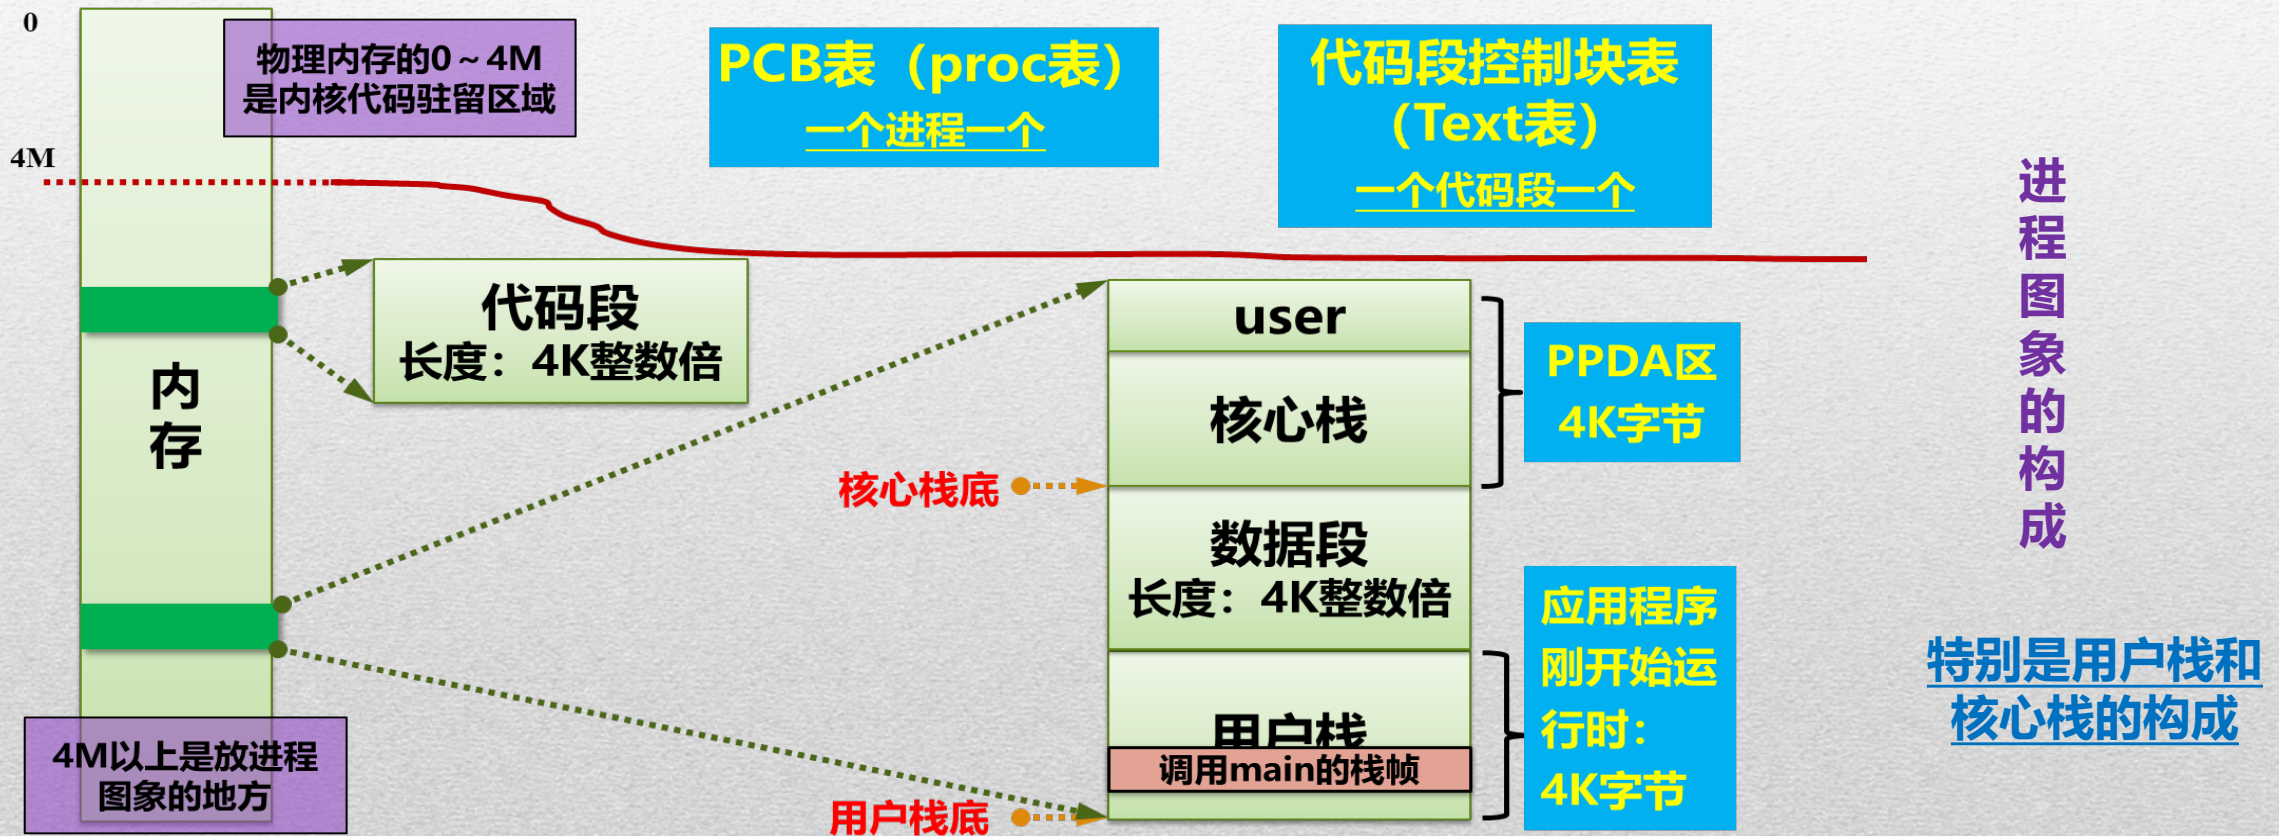 0
物理内存的0～4M
是内核代码驻留区域
4M
PCB表（proc表）
一个进程一个
代码段控制块表
（Text表）
一个代码段一个
进程图象的构成
代码段
长度：4K整数倍
内存
user
核心栈
PPDA区
4K字节
核心栈底
数据段
长度：4K整数倍
用户栈
调用main的栈帧
用户栈底
应用程序
刚开始运
行时：
4K字节
特别是用户栈和
核心栈的构成
4M以上是放进程
图象的地方